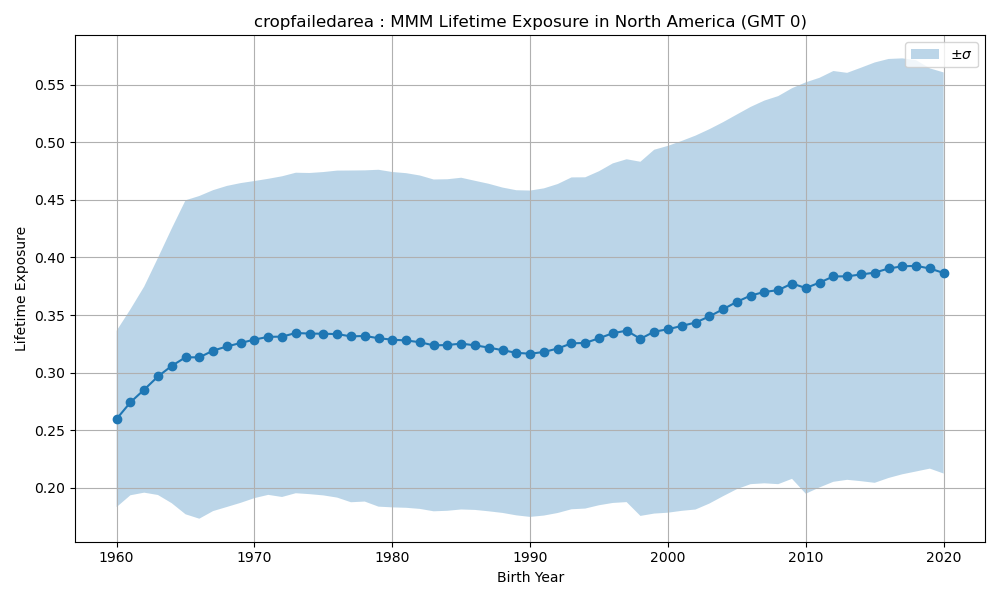 cropfailedarea : MMM Lifetime Exposure in North America (GMT 0)
±σ
Lifetime Exposure
0.55
0.50
0.45
0.40
0.35
0.30
0.25
0.20
1960 1970 1980 1990 2000 2010 2020
Birth Year